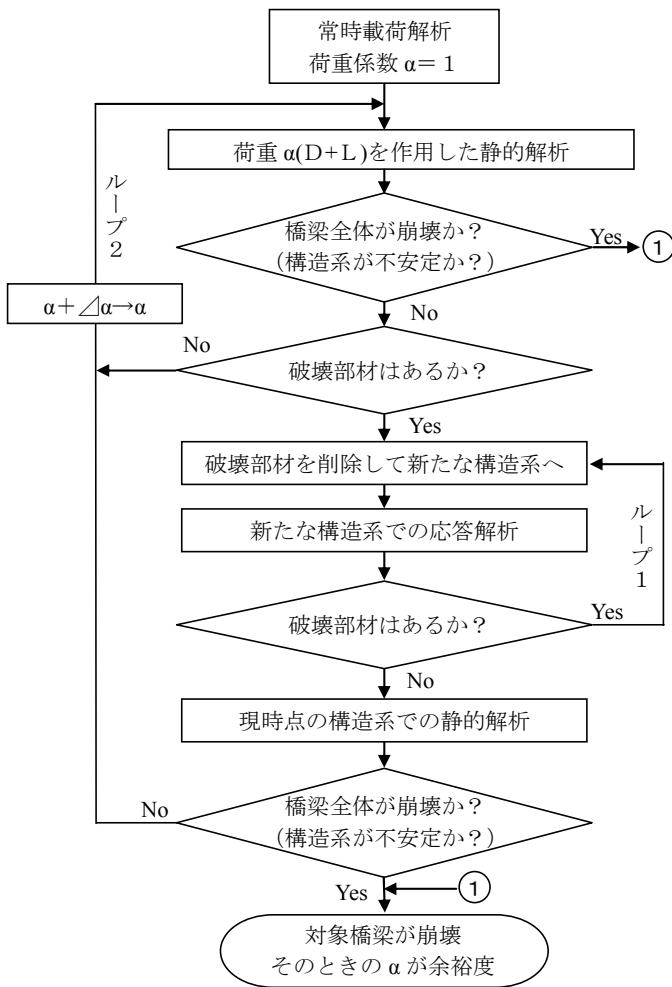 常時載荷解析
荷重係数 α＝１
荷重 α(D+L)を作用した静的解析
橋梁全体が崩壊か？
（構造系が不安定か？）
Yes
①
No
ループ２
α＋⊿α→α
No
破壊部材はあるか？
Yes
破壊部材を削除して新たな構造系へ
新たな構造系での応答解析
ループ１
破壊部材はあるか？
Yes
No
現時点の構造系での静的解析
No
橋梁全体が崩壊か？
（構造系が不安定か？）
Yes
①
対象橋梁が崩壊
そのときの α が余裕度